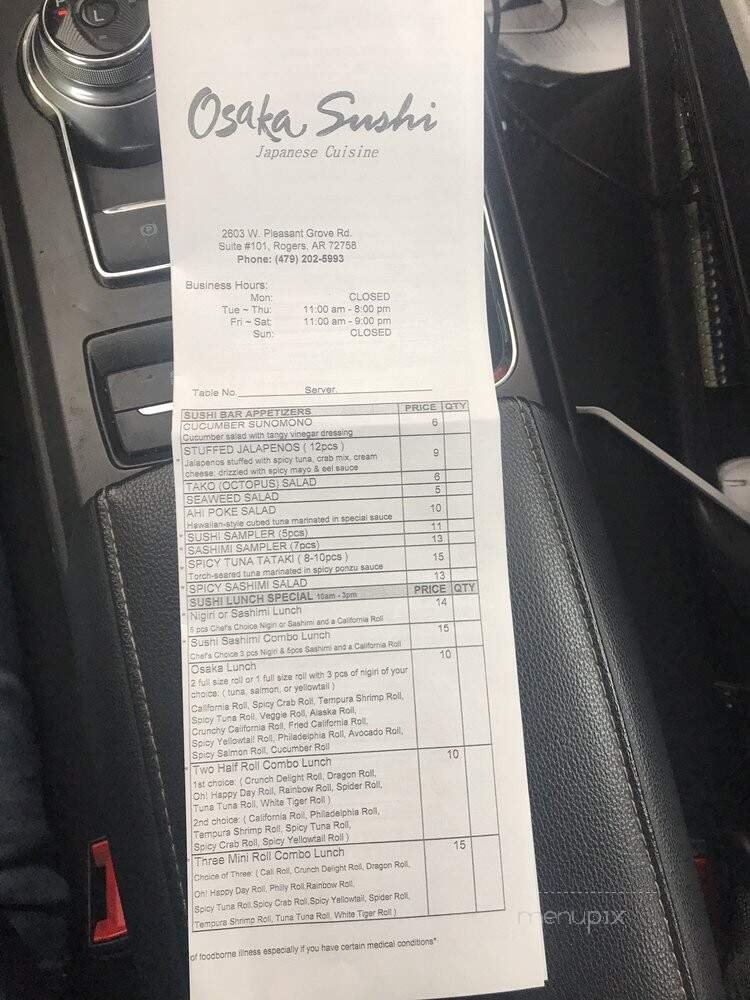 L
P
Osaka Sushi
Japanese Cuisine
2603 W. Pleasant Grove Rd.
Suite #101, Rogers, AR 72758
Phone: (479) 202-5993
Business Hours:
Mon: CLOSED
Tue ~ Thu: 11:00 am - 8:00 pm
Fri ~ Sat: 11:00 am - 9:00 pm
Sun: CLOSED
Table No. Server.
SUSHI BAR APPETIZERS PRICE QTY
CUCUMBER SUNOMONO 6
Cucumber salad with tangy vinegar dressing
* STUFFED JALAPENOS ( 12pcs ) 9
Jalapenos stuffed with spicy tuna, crab mix, cream
cheese; drizzled with spicy mayo & eel sauce
TAKO (OCTOPUS) SALAD 6
SEAWEED SALAD 5
AHI POKE SALAD 10
Hawaiian-style cubed tuna marinated in special sauce
* SUSHI SAMPLER (5pcs) 11
* SASHIMI SAMPLER (7pcs) 13
* SPICY TUNA TATAKI ( 8-10pcs ) 15
Torch-seared tuna marinated in spicy ponzu sauce
* SPICY SASHIMI SALAD 13
SUSHI LUNCH SPECIAL 10am - 3pm PRICE QTY
* Nigiri or Sashimi Lunch 14
5 pcs Chef's Choice Nigiri or Sashimi and a California Roll
* Sushi Sashimi Combo Lunch 15
Chef's Choice 3 pcs Nigiri & 5pcs Sashimi and a California Roll
Osaka Lunch 10
2 full size roll or 1 full size roll with 3 pcs of nigiri of your
choice: ( tuna, salmon, or yellowtail )
California Roll, Spicy Crab Roll, Tempura Shrimp Roll,
Spicy Tuna Roll, Veggie Roll, Alaska Roll,
Crunchy California Roll, Fried California Roll,
Spicy Yellowtail Roll, Philadelphia Roll, Avocado Roll,
Spicy Salmon Roll, Cucumber Roll
* Two Half Roll Combo Lunch 10
1st choice: ( Crunch Delight Roll, Dragon Roll,
Oh! Happy Day Roll, Rainbow Roll, Spider Roll,
Tuna Tuna Roll, White Tiger Roll )
2nd choice: ( California Roll, Philadelphia Roll,
Tempura Shrimp Roll, Spicy Tuna Roll,
Spicy Crab Roll, Spicy Yellowtail Roll )
* Three Mini Roll Combo Lunch 15
Choice of Three: ( Cali Roll, Crunch Delight Roll, Dragon Roll,
Oh! Happy Day Roll, Philly Roll,Rainbow Roll,
Spicy Tuna Roll,Spicy Crab Roll,Spicy Yellowtail, Spider Roll,
Tempura Shrimp Roll, Tuna Tuna Roll, White Tiger Roll )
of foodborne illness especially if you have certain medical conditions*
menupix